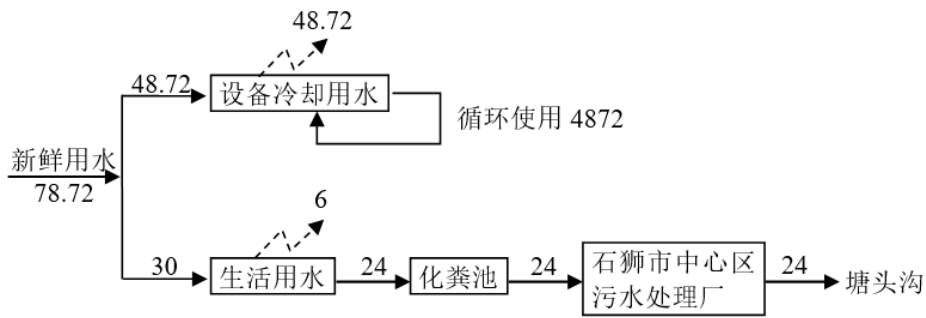 48.72
48.72
设备冷却用水
循环使用 4872
新鲜用水
78.72
6
30
生活用水
24
化粪池
24
石狮市中心区
污水处理厂
24
塘头沟